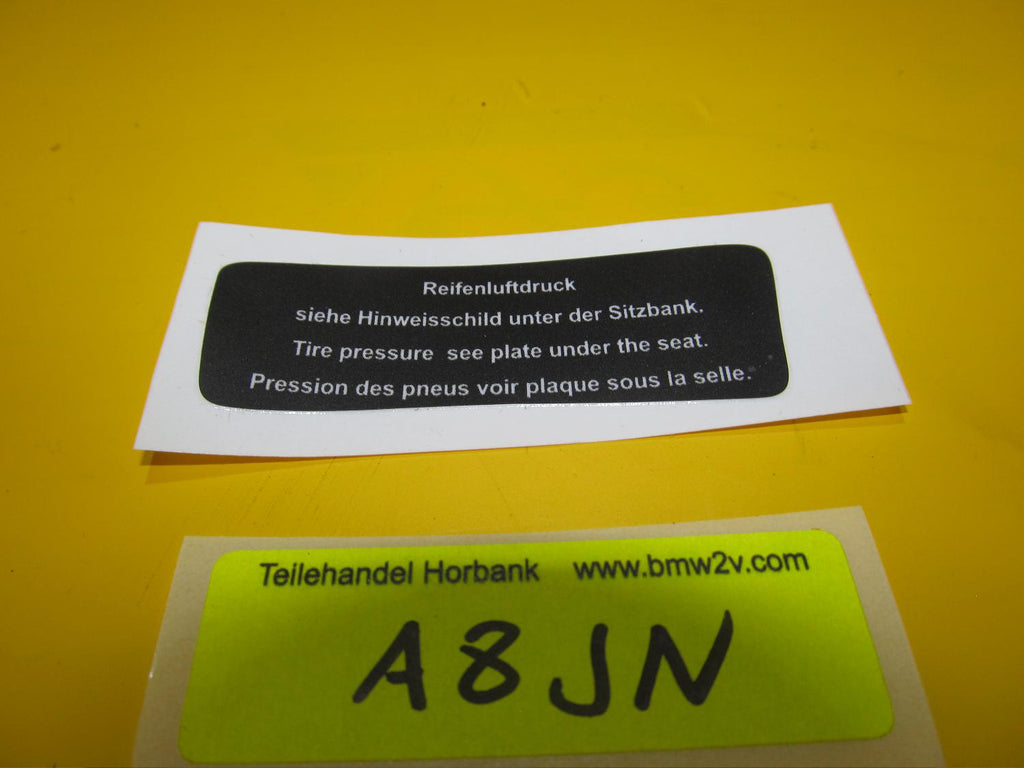 Reifenluftdruck
siehe Hinweisschild unter der Sitzbank.
Tire pressure  see plate under the seat.
Pression des pneus voir plaque sous la selle.
Teilehandel Horbank www.bmw2v.com
A8JN